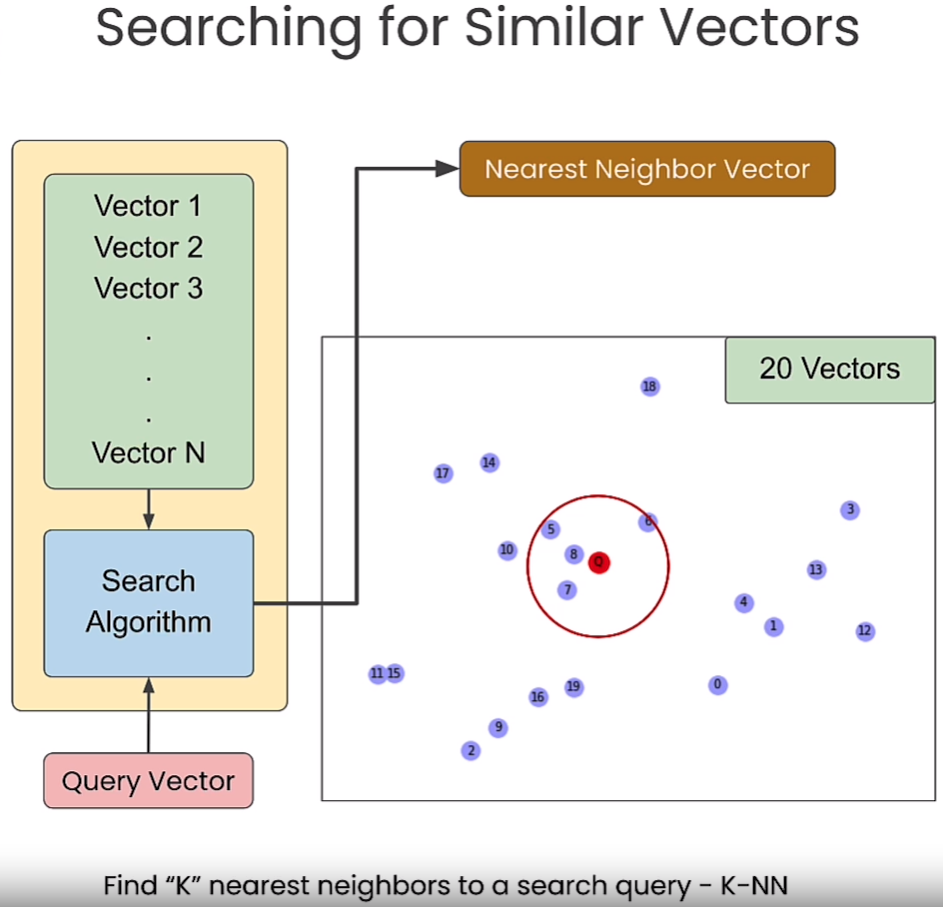 Searching for Similar Vectors
Nearest Neighbor Vector
Vector 1
Vector 2
Vector 3
.
.
.
Vector N
Search
Algorithm
Query Vector
20 Vectors
18
14
17
3
6
5
10
8
Q
13
7
4
1
12
11
15
0
19
16
9
2
Find “K” nearest neighbors to a search query - K-NN